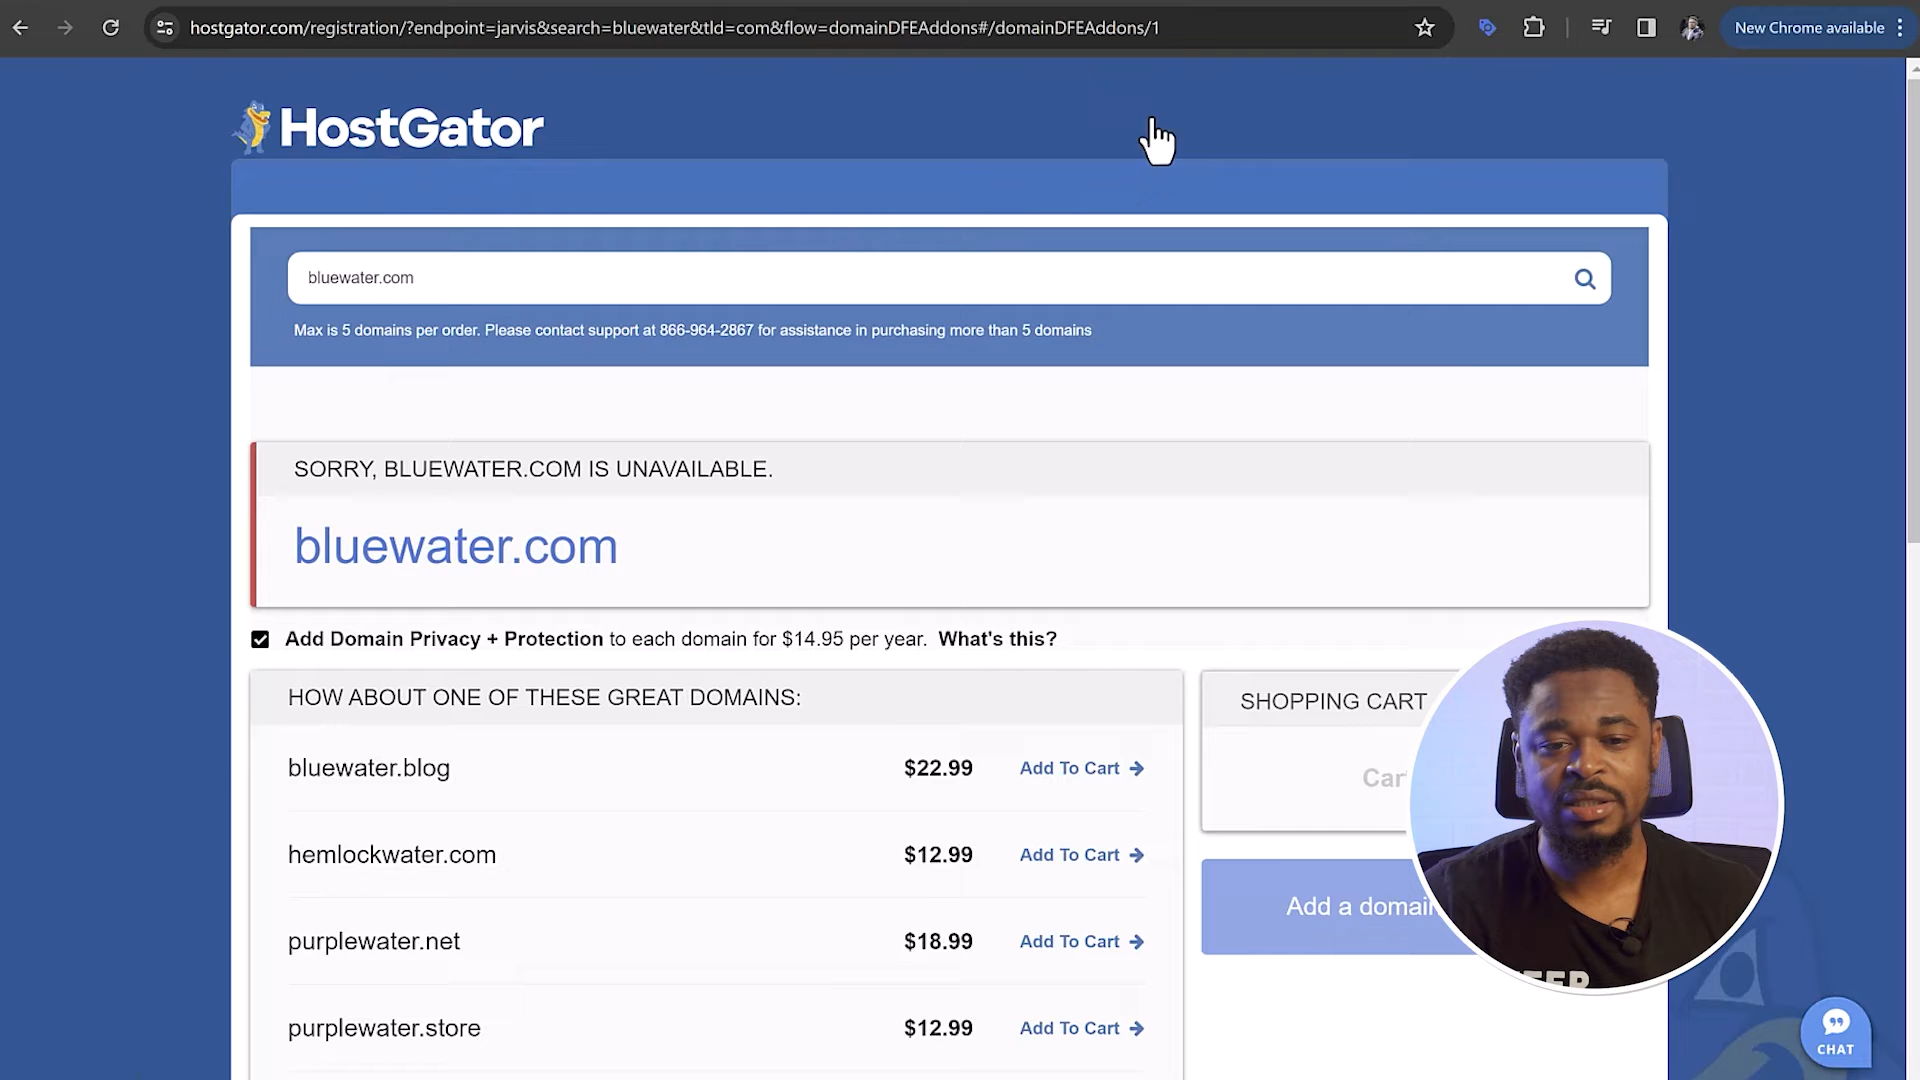 hostgator.com/registration/?endpoint=jarvis&search=bluewater&tld=com&flow=domainDFEAddons#/domainDFEAddons/1
New Chrome available
HostGator
bluewater.com
Max is 5 domains per order. Please contact support at 866-964-2867 for assistance in purchasing more than 5 domains
SORRY, BLUEWATER.COM IS UNAVAILABLE.
bluewater.com
Add Domain Privacy + Protection to each domain for $14.95 per year. What's this?
HOW ABOUT ONE OF THESE GREAT DOMAINS:
bluewater.blog $22.99 Add To Cart
hemlockwater.com $12.99 Add To Cart
purplewater.net $18.99 Add To Cart
purplewater.store $12.99 Add To Cart
SHOPPING CART
Add a domain
CHAT